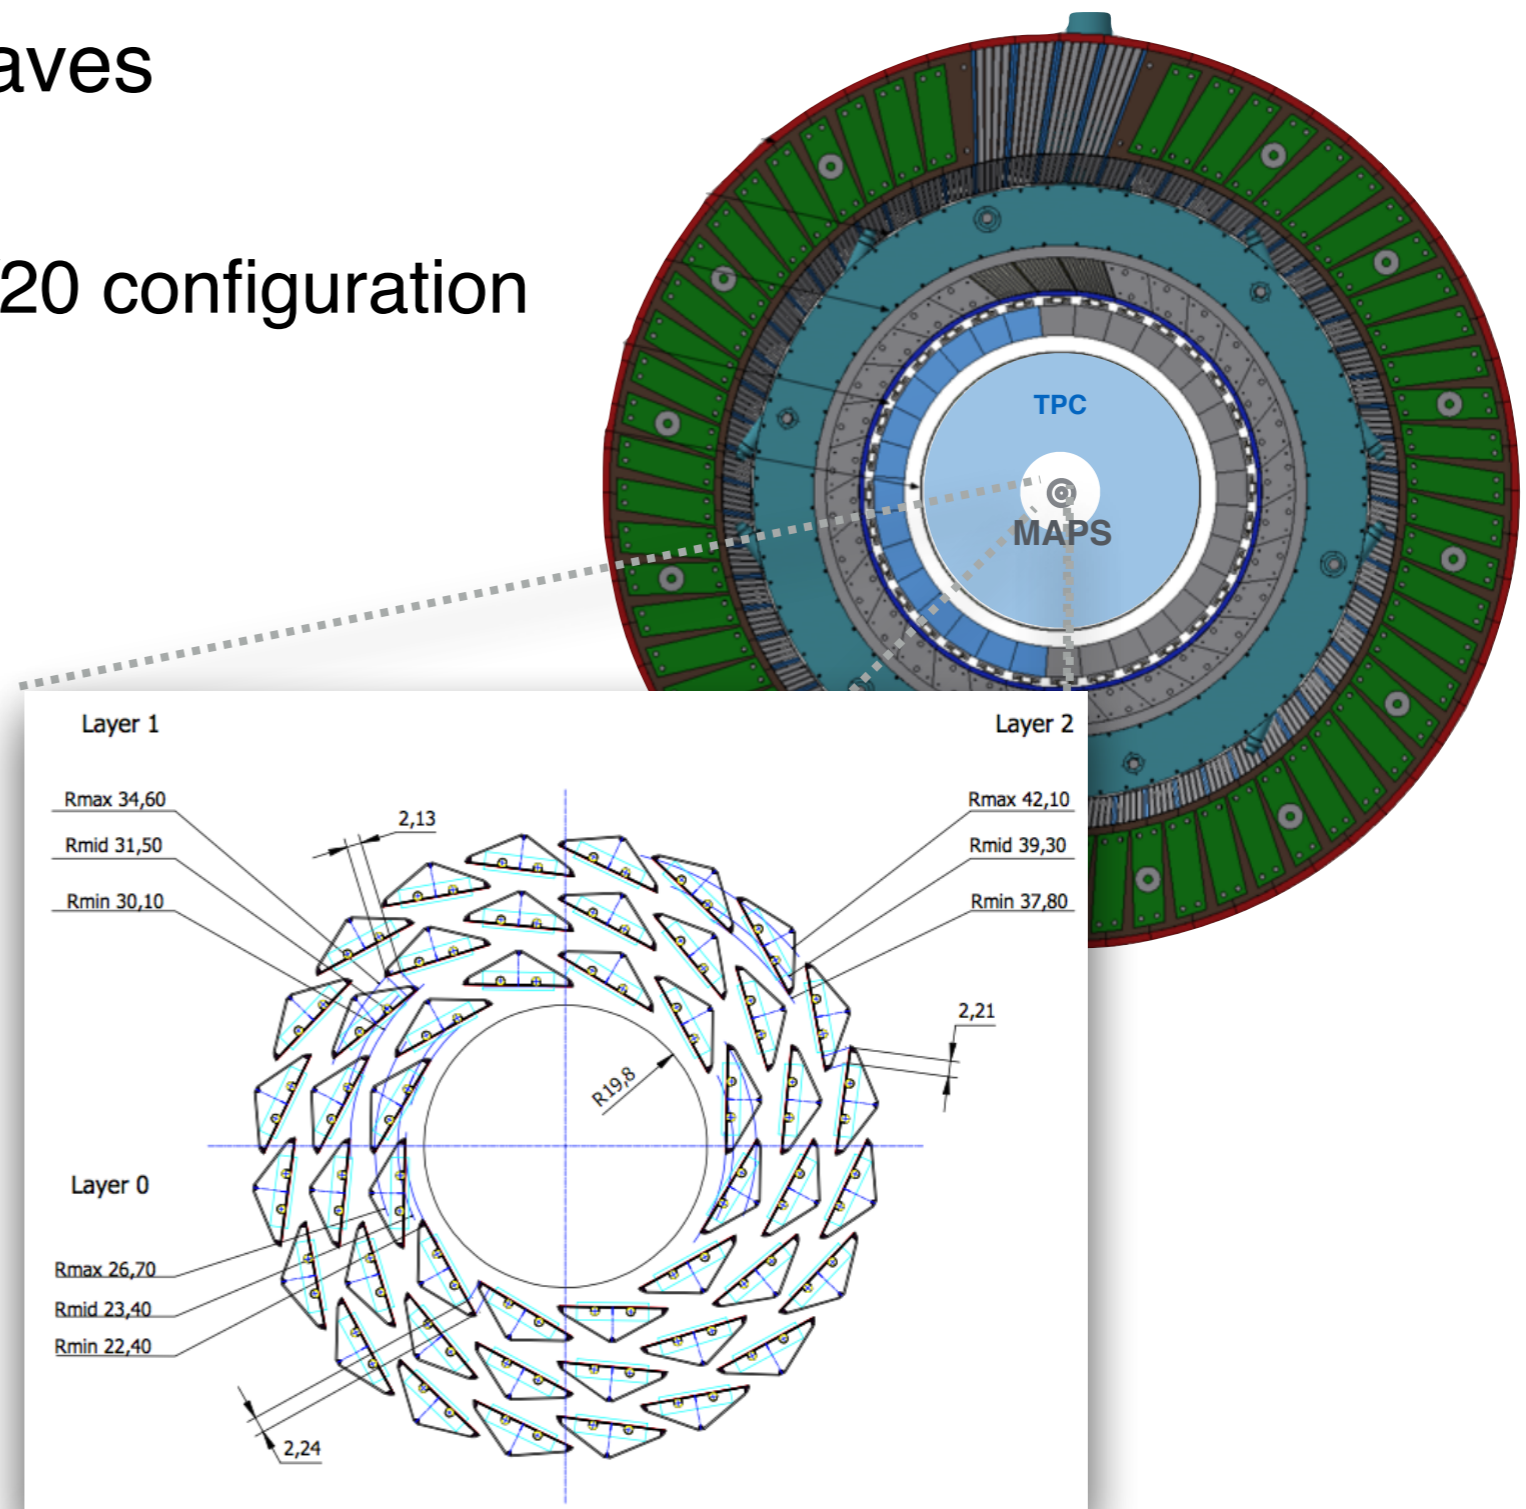 aves
20 configuration
TPC
MAPS
Layer 1
Layer 2
Rmax 34,60
Rmid 31,50
Rmin 30,10
2,13
Rmax 42,10
Rmid 39,30
Rmin 37,80
2,21
R19,8
Layer 0
Rmax 26,70
Rmid 23,40
Rmin 22,40
2,24